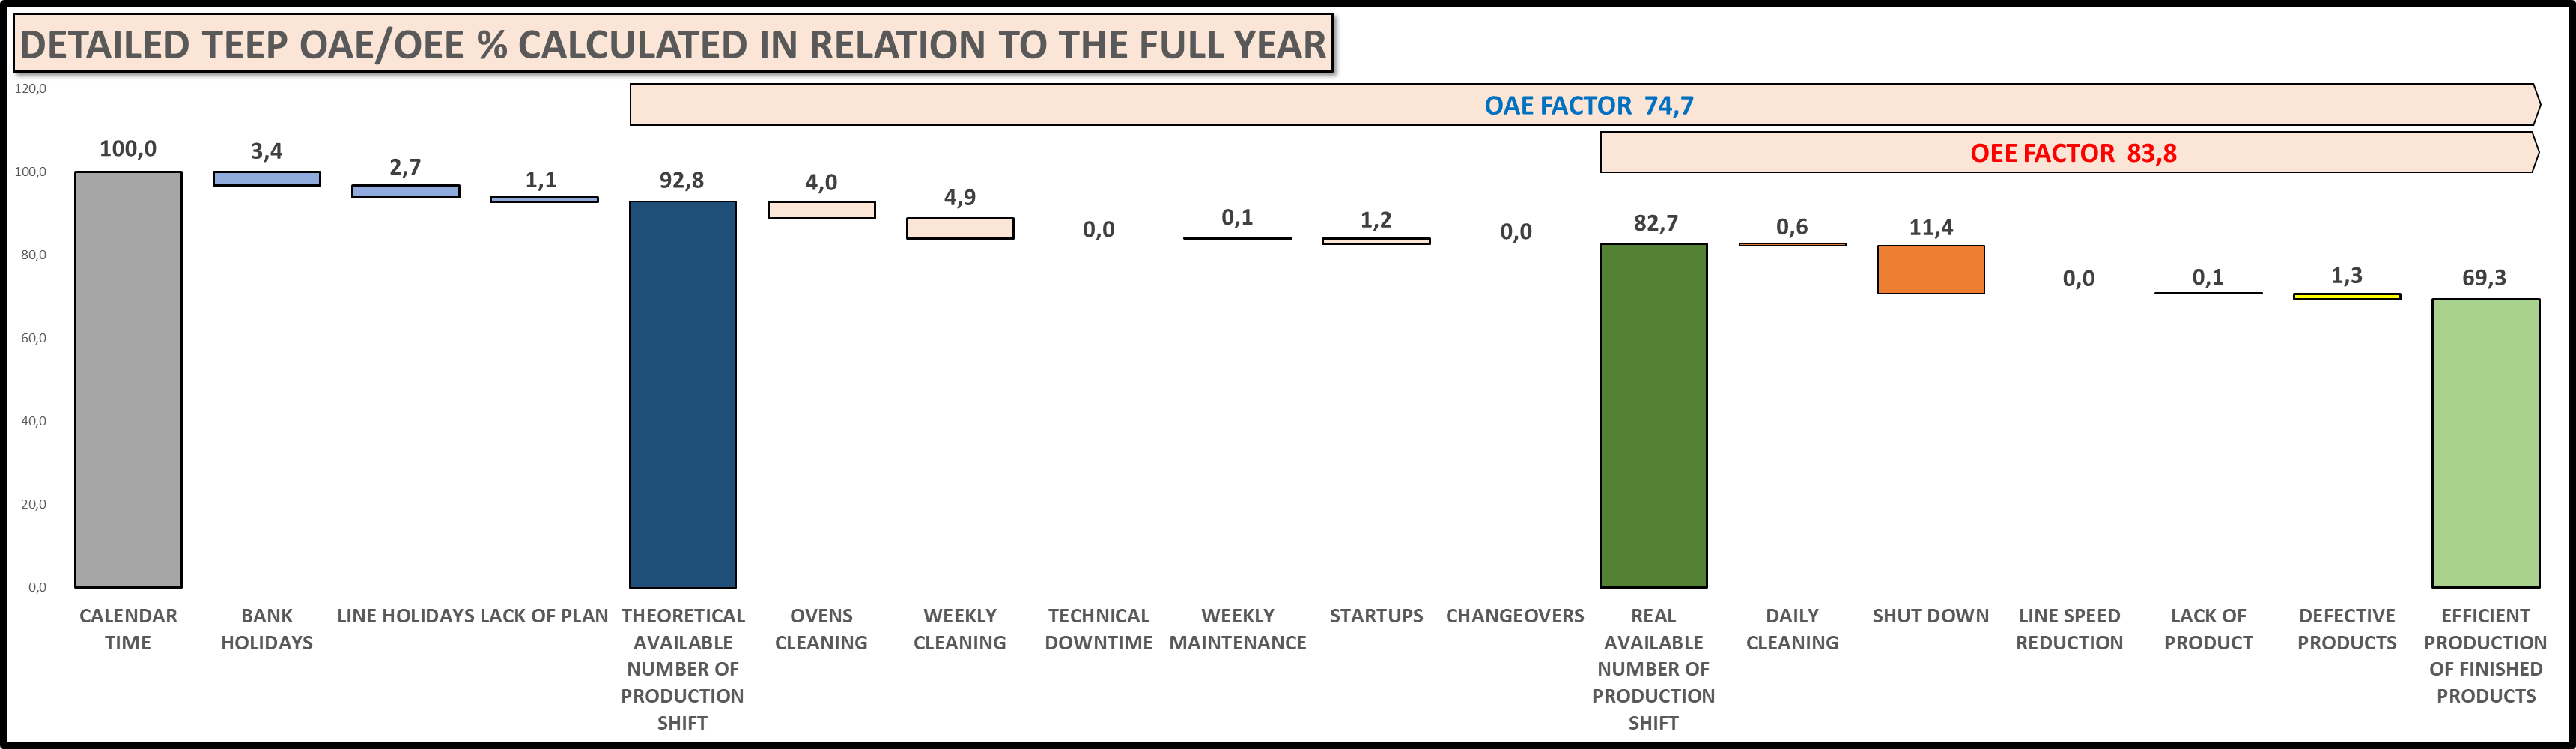 DETAILED TEEP OAE/OEE % CALCULATED IN RELATION TO THE FULL YEAR
120,0
OAE FACTOR 74,7
OEE FACTOR 83,8
100,0
80,0
60,0
40,0
20,0
0,0
100,0
3,4
2,7
1,1
92,8
4,0
4,9
0,0
0,1
1,2
0,0
82,7
0,6
11,4
0,0
0,1
1,3
69,3
CALENDAR
TIME
BANK
HOLIDAYS
LINE HOLIDAYS
LACK OF PLAN
THEORETICAL
AVAILABLE
NUMBER OF
PRODUCTION
SHIFT
OVENS
CLEANING
WEEKLY
CLEANING
TECHNICAL
DOWNTIME
WEEKLY
MAINTENANCE
STARTUPS
CHANGEOVERS
REAL
AVAILABLE
NUMBER OF
PRODUCTION
SHIFT
DAILY
CLEANING
SHUT DOWN
LINE SPEED
REDUCTION
LACK OF
PRODUCT
DEFECTIVE
PRODUCTS
EFFICIENT
PRODUCTION
OF FINISHED
PRODUCTS